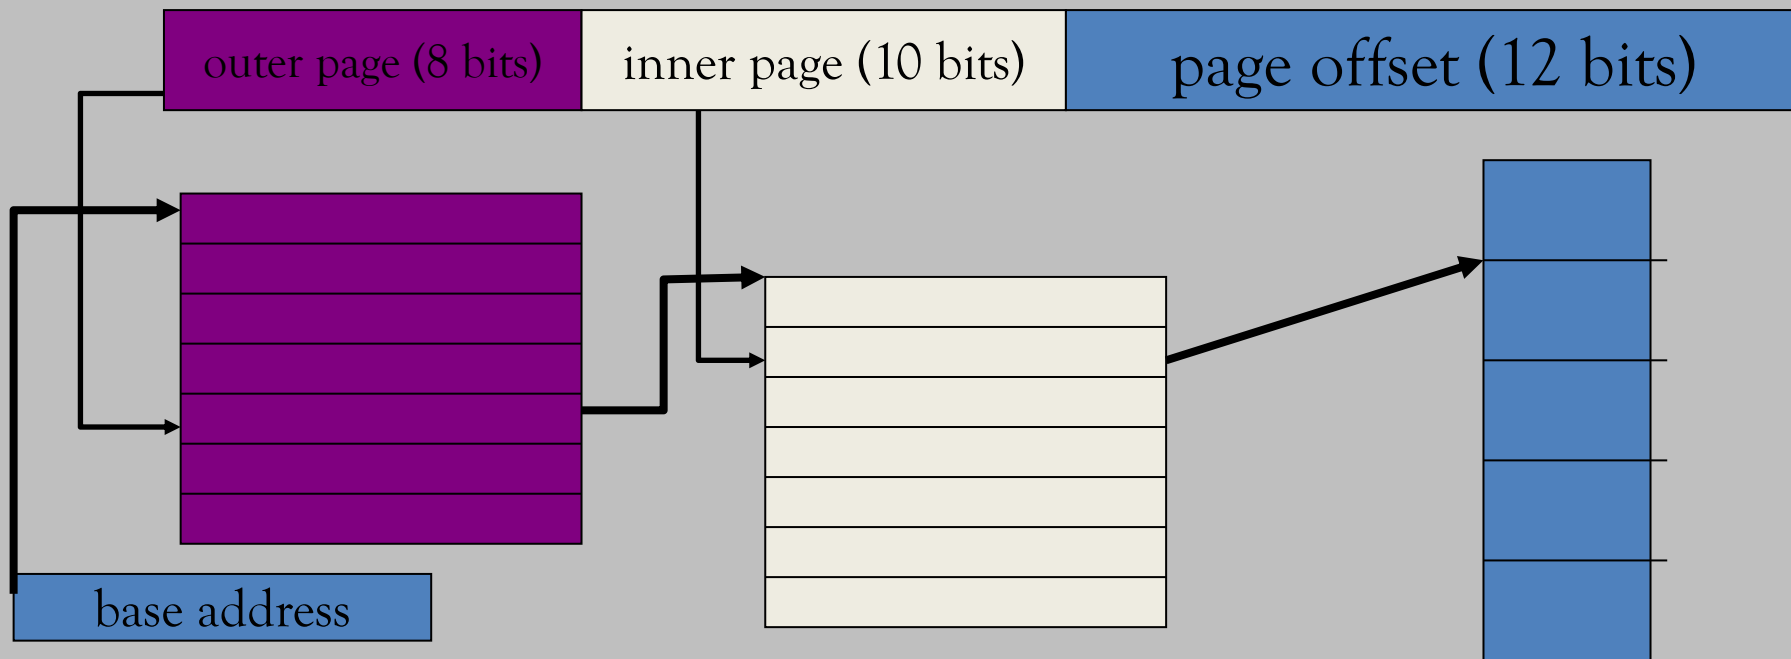 outer page (8 bits)
inner page (10 bits)
page offset (12 bits)
base address